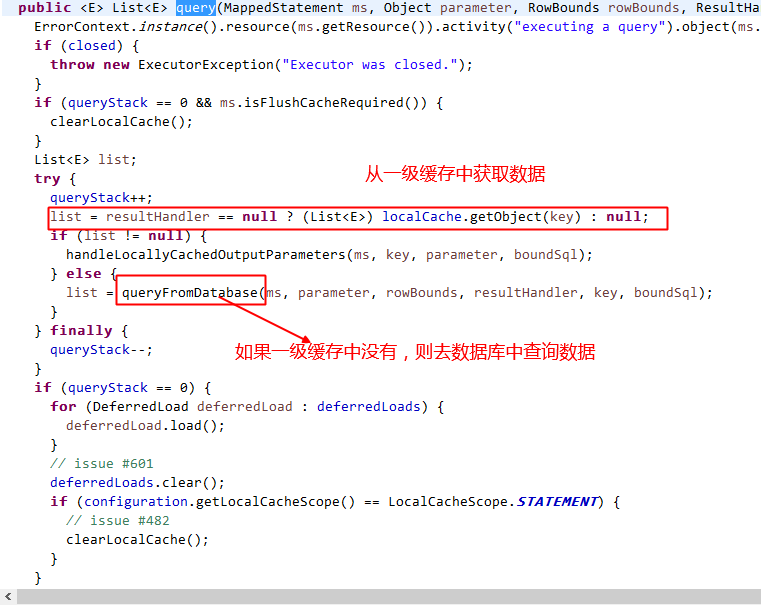 public <E> List<E> query(MappedStatement ms, Object parameter, RowBounds rowBounds, ResultHa
ErrorContext.instance().resource(ms.getResource()).activity("executing a query").object(ms.
if (closed) {
throw new ExecutorException("Executor was closed.");
}
if (queryStack == 0 && ms.isFlushCacheRequired()) {
clearLocalCache();
}
List<E> list;
从一级缓存中获取数据
try {
queryStack++;
list = resultHandler == null ? (List<E>) localCache.getObject(key) : null;
if (list != null) {
handleLocallyCachedOutputParameters(ms, key, parameter, boundSql);
} else {
list = queryFromDatabase(ms, parameter, rowBounds, resultHandler, key, boundSql);
}
} finally {
queryStack--;
如果一级缓存中没有，则去数据库中查询数据
}
if (queryStack == 0) {
for (DeferredLoad deferredLoad : deferredLoads) {
deferredLoad.load();
}
// issue #601
deferredLoads.clear();
if (configuration.getLocalCacheScope() == LocalCacheScope.STATEMENT) {
// issue #482
clearLocalCache();
}
}